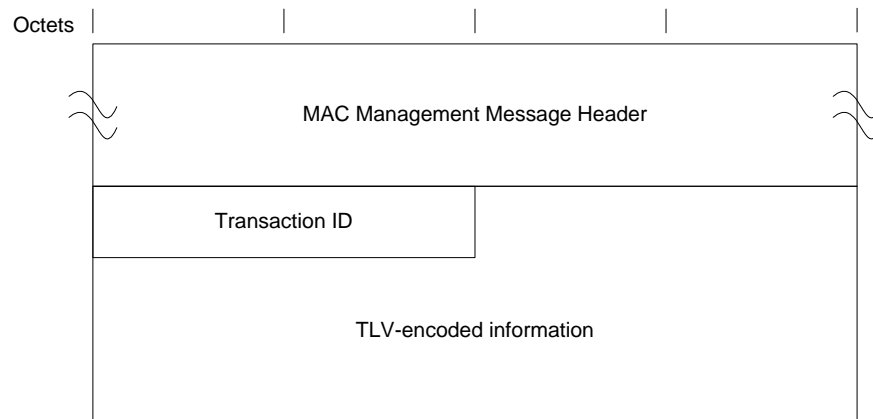 Octets
MAC Management Message Header
Transaction ID
TLV-encoded information